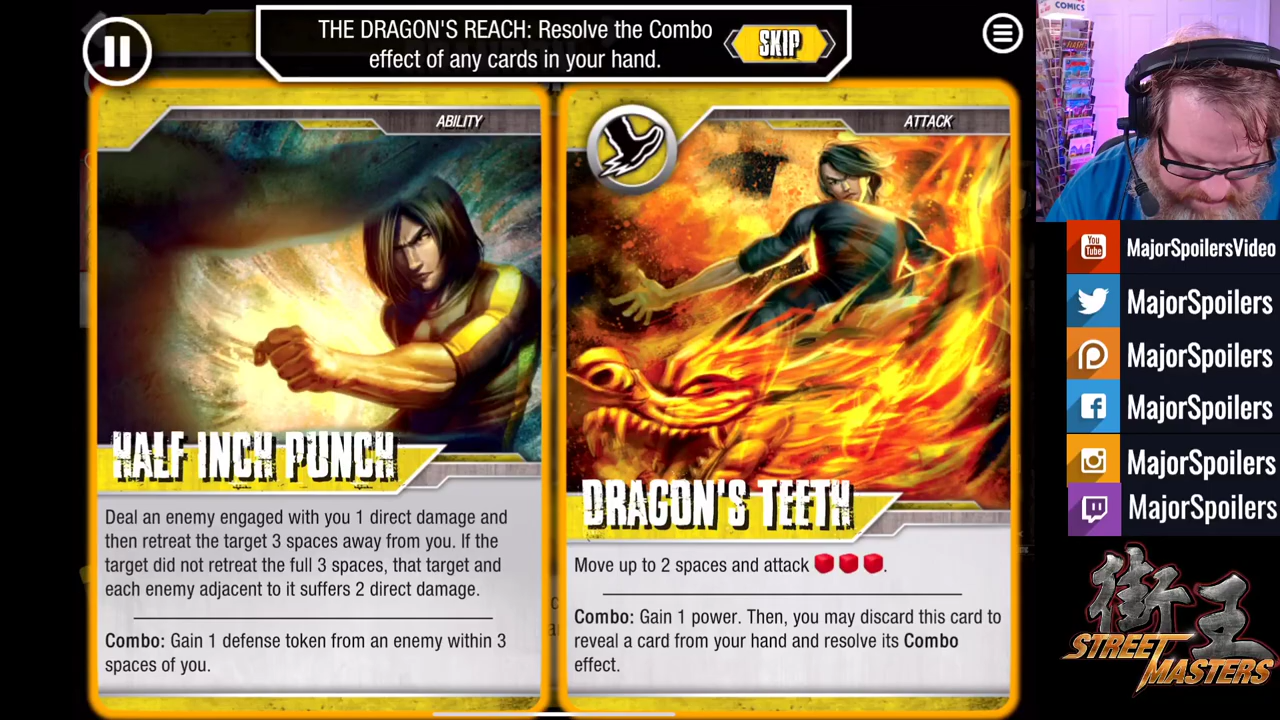 THE DRAGON'S REACH: Resolve the Combo
effect of any cards in your hand.
SKIP
ABILITY
HALF INCH PUNCH
Deal an enemy engaged with you 1 direct damage and
then retreat the target 3 spaces away from you. If the
target did not retreat the full 3 spaces, that target and
each enemy adjacent to it suffers 2 direct damage.
Combo: Gain 1 defense token from an enemy within 3
spaces of you.
ATTACK
DRAGON'S TEETH
Move up to 2 spaces and attack .
Combo: Gain 1 power. Then, you may discard this card to
reveal a card from your hand and resolve its Combo
effect.
COMICS
You
Tube
MajorSpoilersVideo
MajorSpoilers
MajorSpoilers
MajorSpoilers
MajorSpoilers
MajorSpoilers
街王
STREET
MASTERS